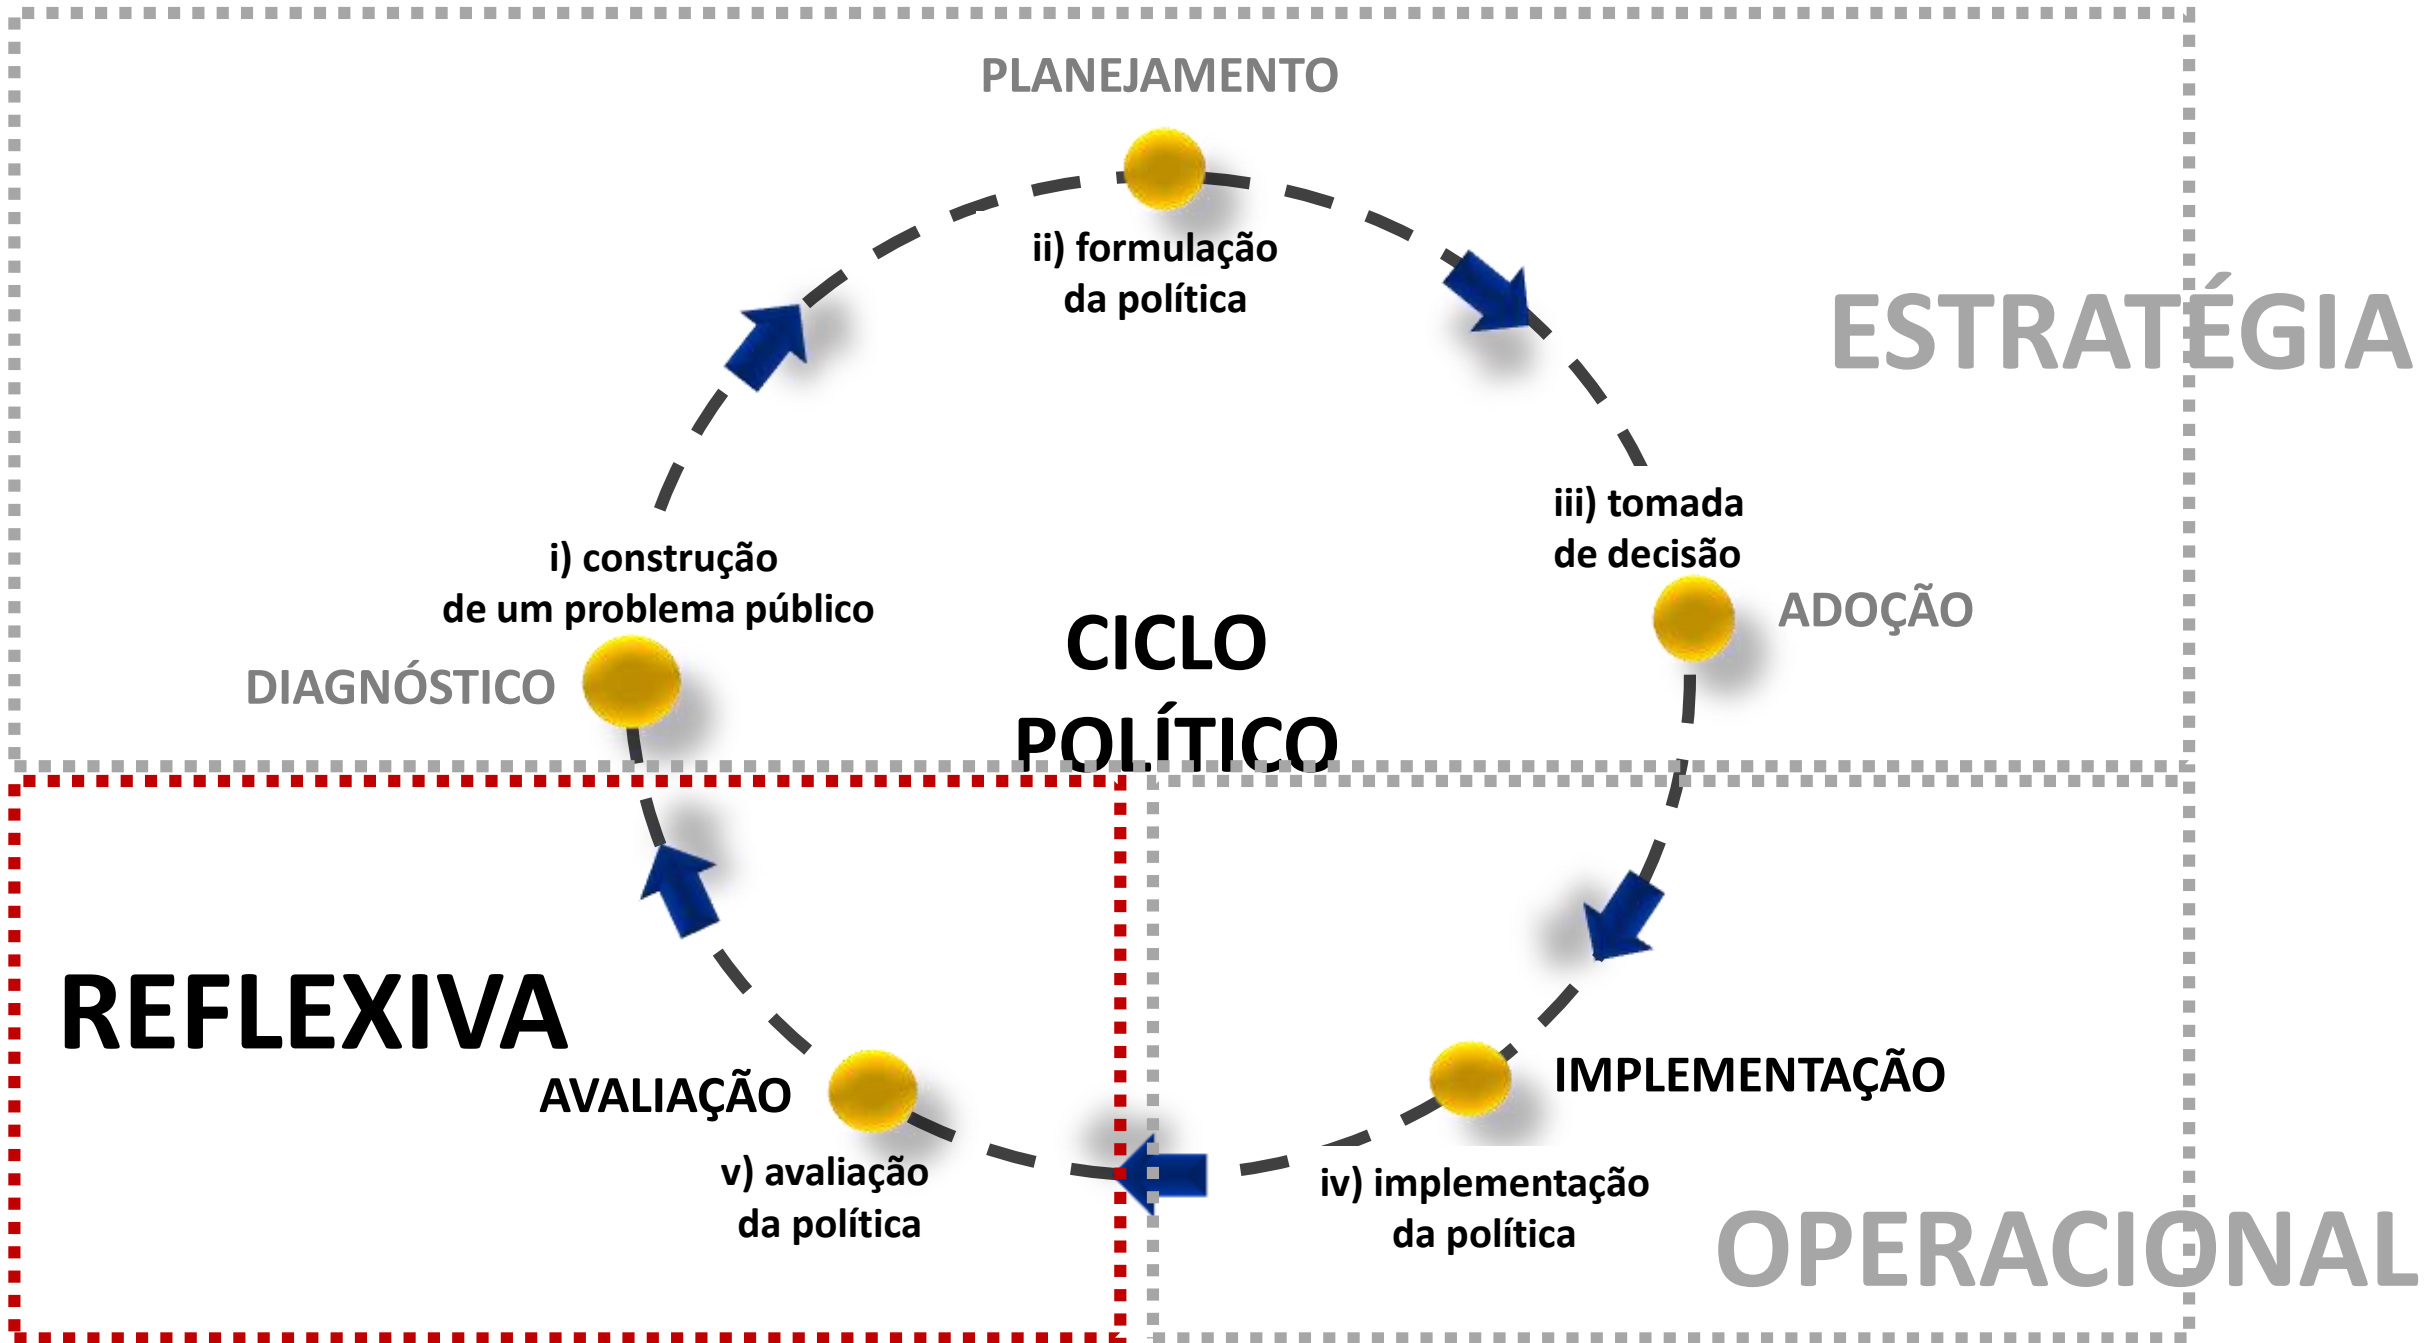 PLANEJAMENTO
ii) formulação
da política
ESTRATÉGIA
iii) tomada
de decisão
ADOÇÃO
i) construção
de um problema público
DIAGNÓSTICO
CICLO
POLÍTICO
REFLEXIVA
AVALIAÇÃO
v) avaliação
da política
IMPLEMENTAÇÃO
iv) implementação
da política
OPERACIONAL